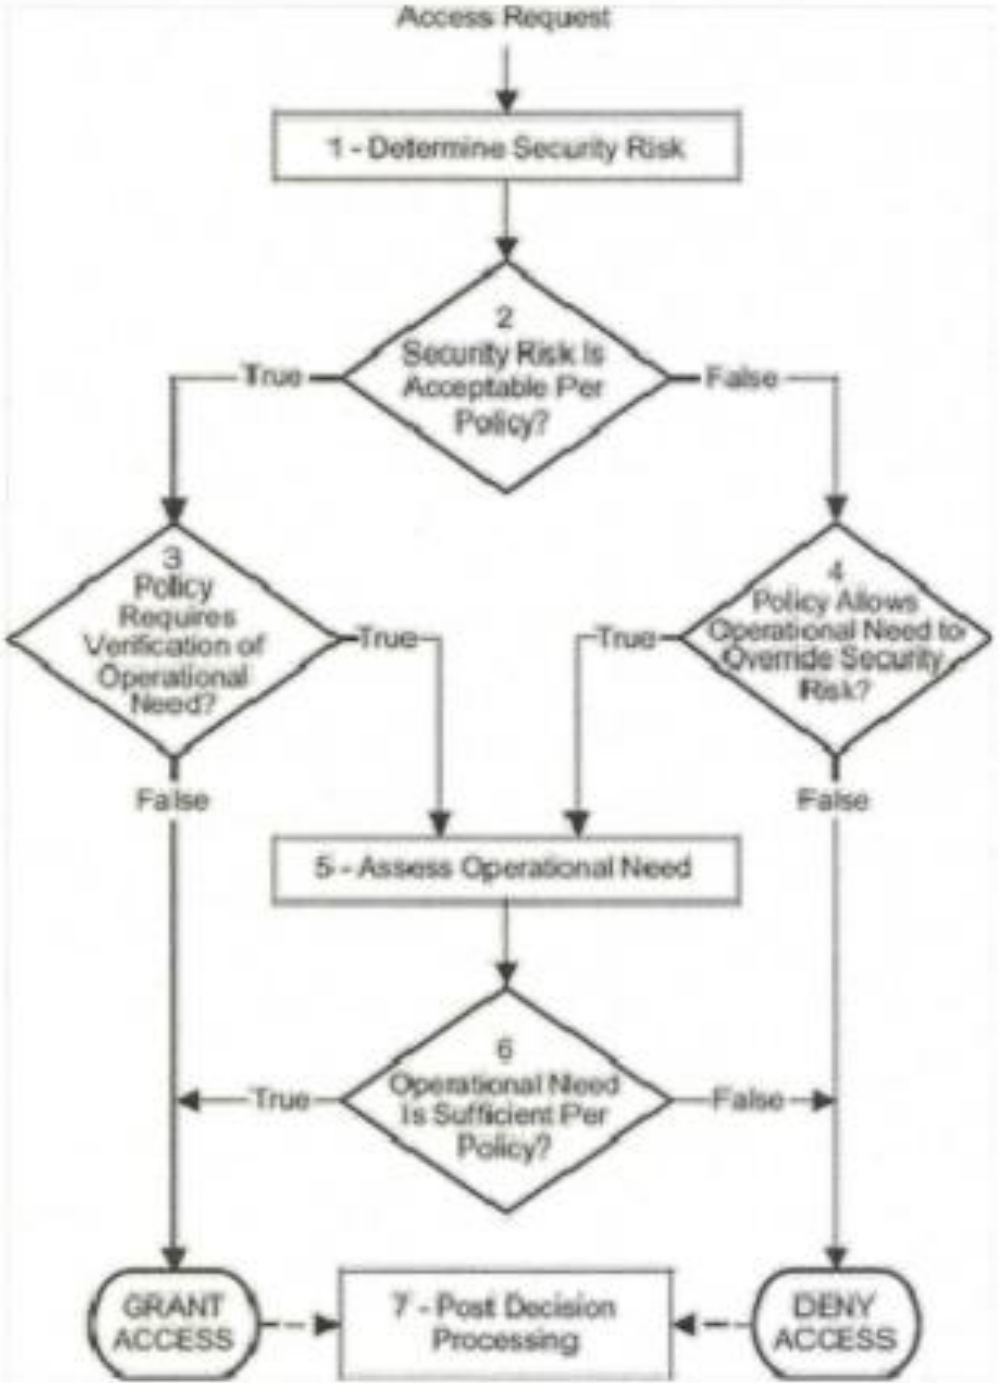 Access Request
1 - Determine Security Risk
2
Security Risk Is
Acceptable Per
Policy?
True
False
3
Policy
Requires
Verification of
Operational
Need?
4
Policy Allows
Operational Need to
Override Security
Risk?
True
True
False
False
5 - Assess Operational Need
6
Operational Need
Is Sufficient Per
Policy?
True
False
GRANT
ACCESS
7 - Post Decision
Processing
DENY
ACCESS